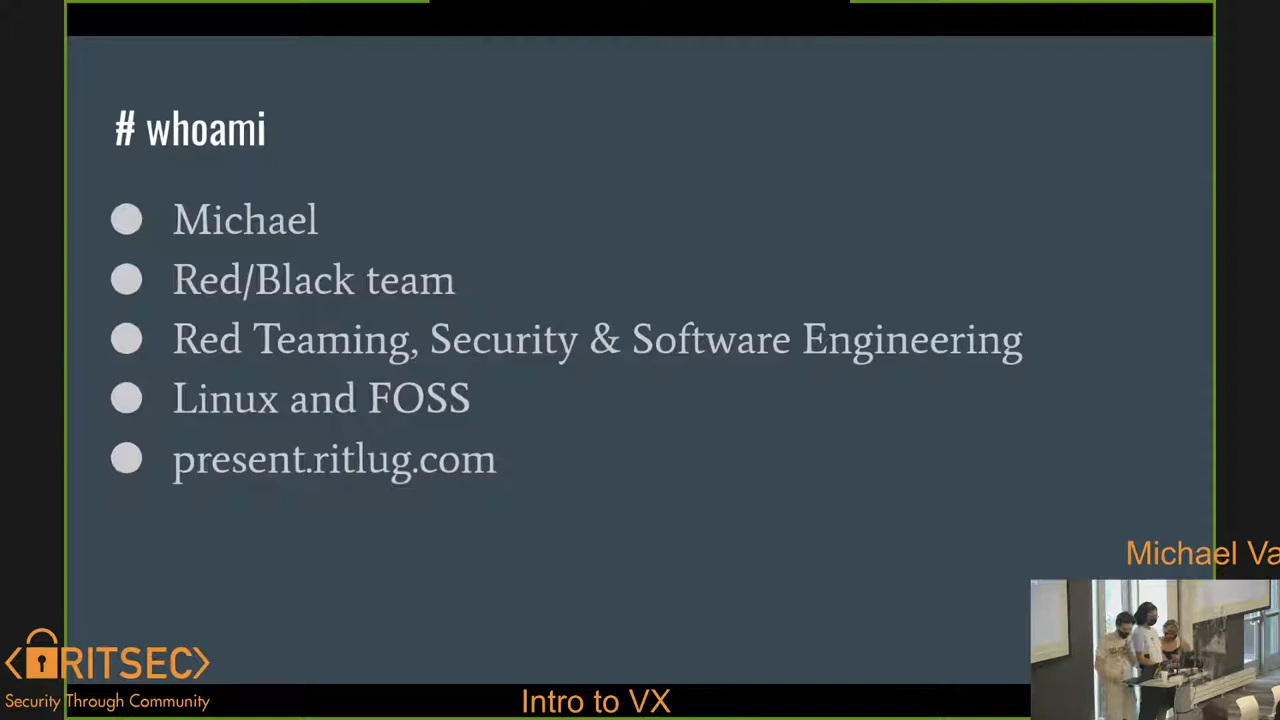 # whoami
Michael
Red/Black team
Red Teaming, Security & Software Engineering
Linux and FOSS
present.ritlug.com
Michael Va
<RITSEC>
Security Through Community
Intro to VX